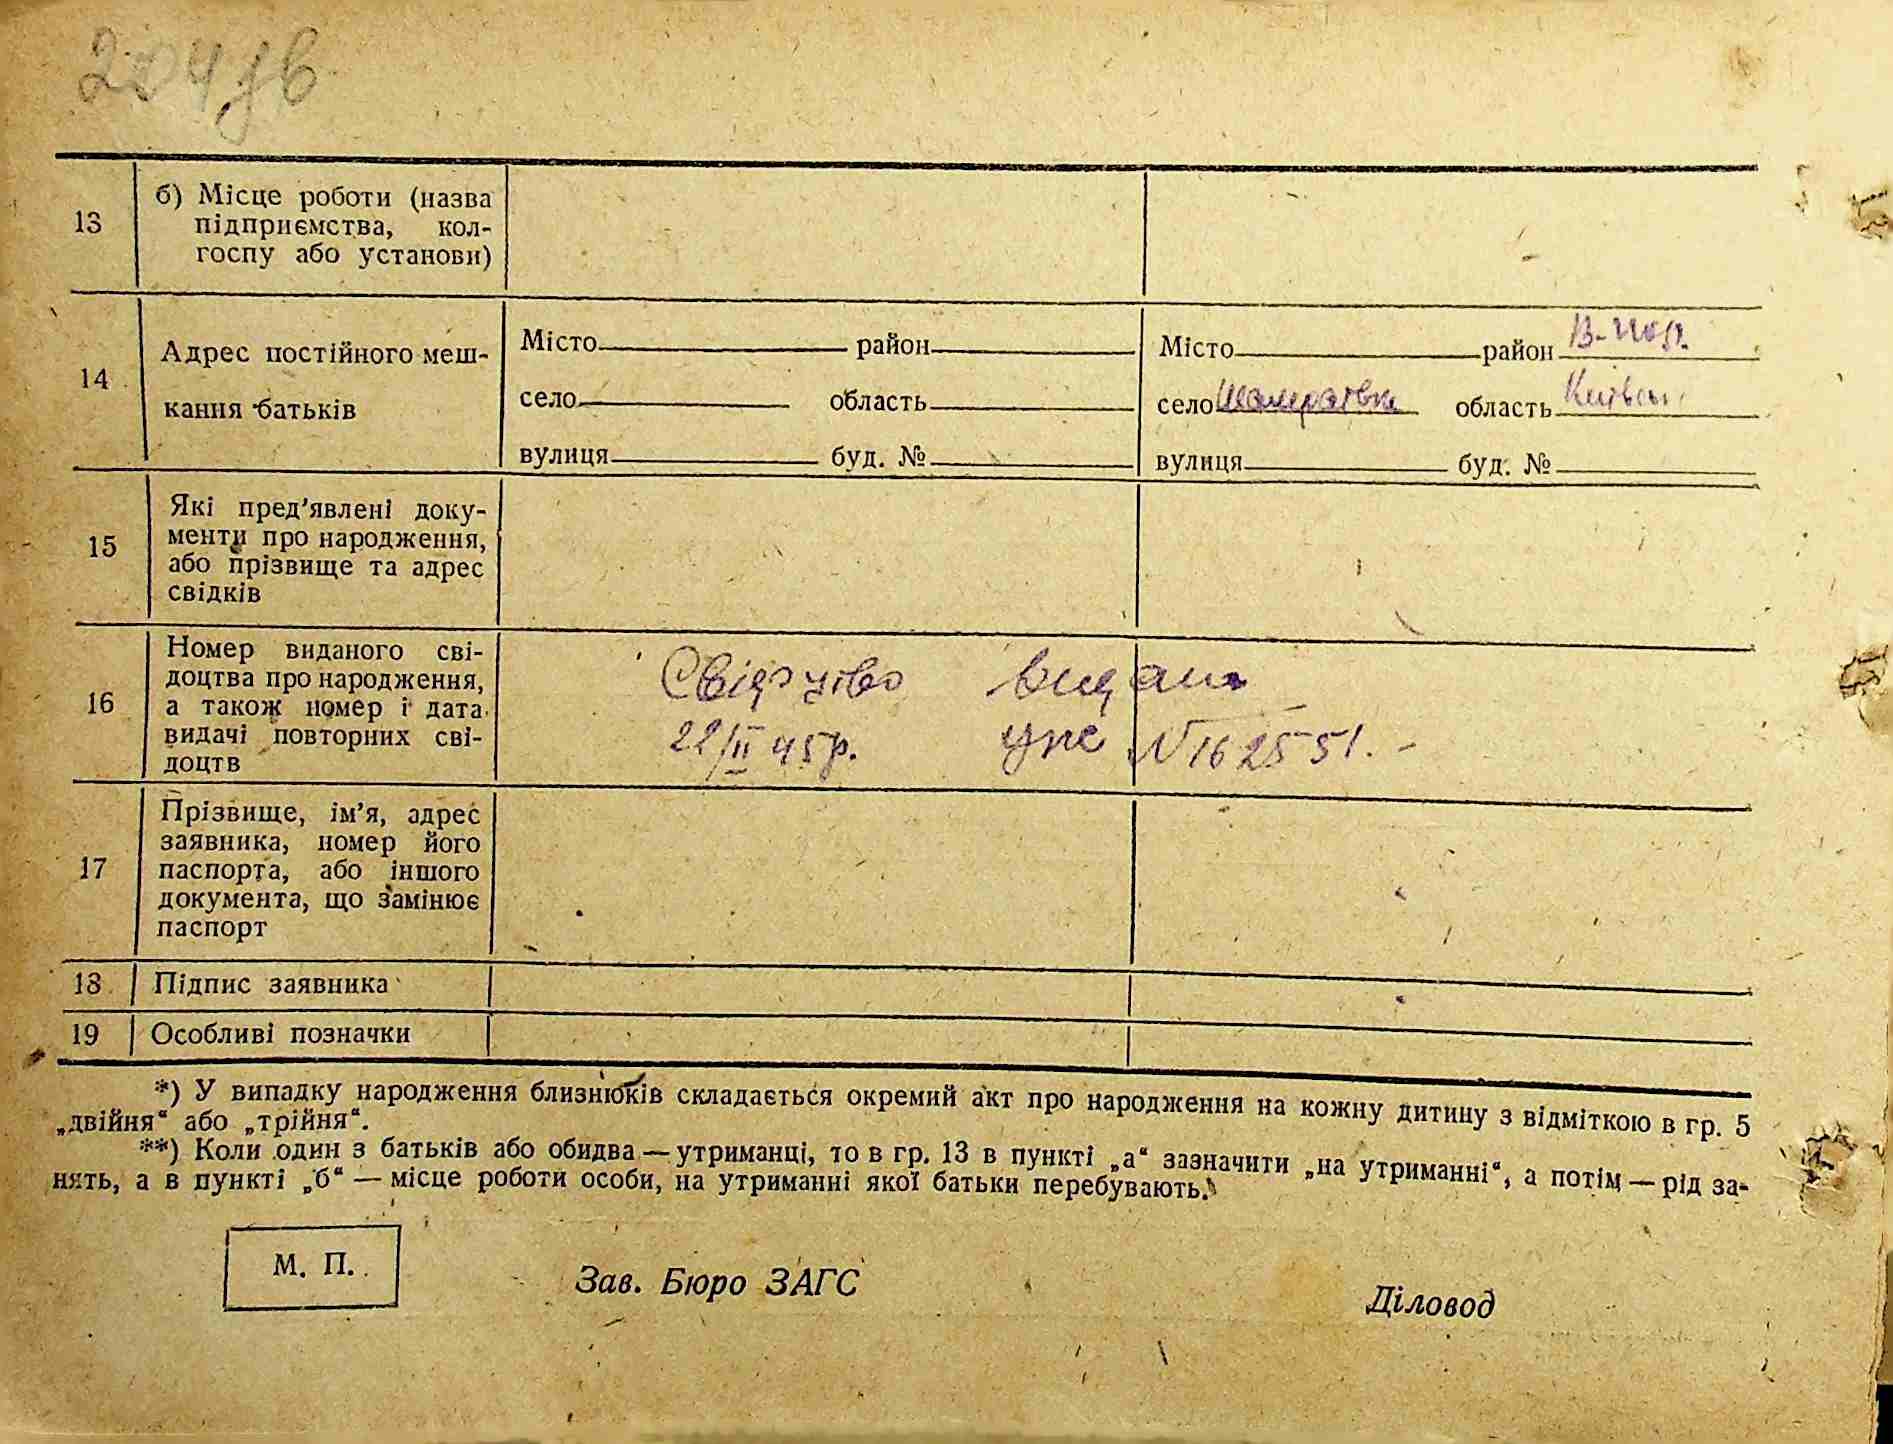 204 зв
13
б) Місце роботи (назва
підприємства, кол-
госпу або установи)
14
Адрес постійного меш-
кання батьків
Місто район
село область
вулиця буд. №
Місто район В-Пол.
село область Київськ
вулиця буд. №
15
Які пред'явлені доку-
менти про народження,
або прізвище та адрес
свідків
16
Номер виданого сві-
доцтва про народження,
а також номер і дата
видачі повторних сві-
доцтв
Свідоцтво видано
22/II 45р. уже №162551.-
17
Прізвище, ім'я, адрес
заявника, номер його
паспорта, або іншого
документа, що замінює
паспорт
18 Підпис заявника
19 Особливі позначки
*) У випадку народження близнюків складається окремий акт про народження на кожну дитину з відміткою в гр. 5
„двійня“ або „трійня“.
**) Коли один з батьків або обидва — утриманці, то в гр. 13 в пункті „а“ зазначити „на утриманні“, а потім — рід за-
нять, а в пункті „б“ — місце роботи особи, на утриманні якої батьки перебувають.
М. П.
Зав. Бюро ЗАГС
Діловод